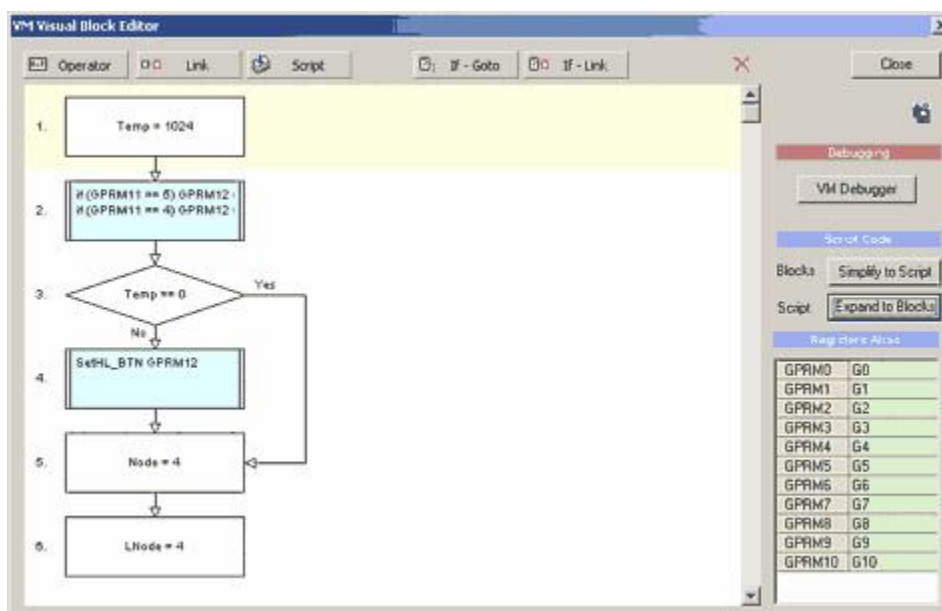 VM Visual Block Editor
Operator
Link
Script
If - Goto
If - Link
Close
1.
Temp = 1024
2.
if (GPRM11 == 5) GPRM12
if (GPRM11 == 4) GPRM12
3.
Temp == 0
Yes
No
4.
SetHL_BTN GPRM12
5.
Node = 4
6.
LNode = 4
Debugging
VM Debugger
Script Code
Blocks
Simplify to Script
Script
Expand to Blocks
Registers Alias
GPRM0 G0
GPRM1 G1
GPRM2 G2
GPRM3 G3
GPRM4 G4
GPRM5 G5
GPRM6 G6
GPRM7 G7
GPRM8 G8
GPRM9 G9
GPRM10 G10